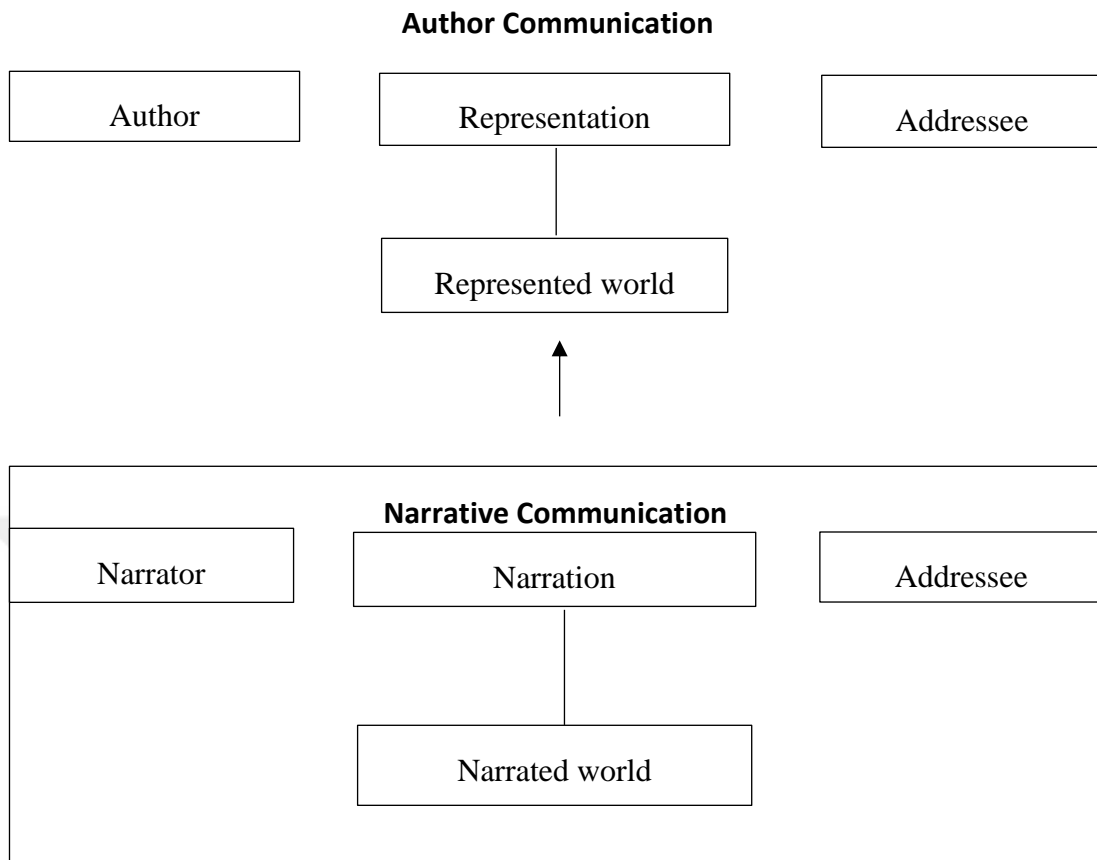 Author Communication
Author
Representation
Addressee
Represented world
Narrative Communication
Narrator
Narration
Addressee
Narrated world